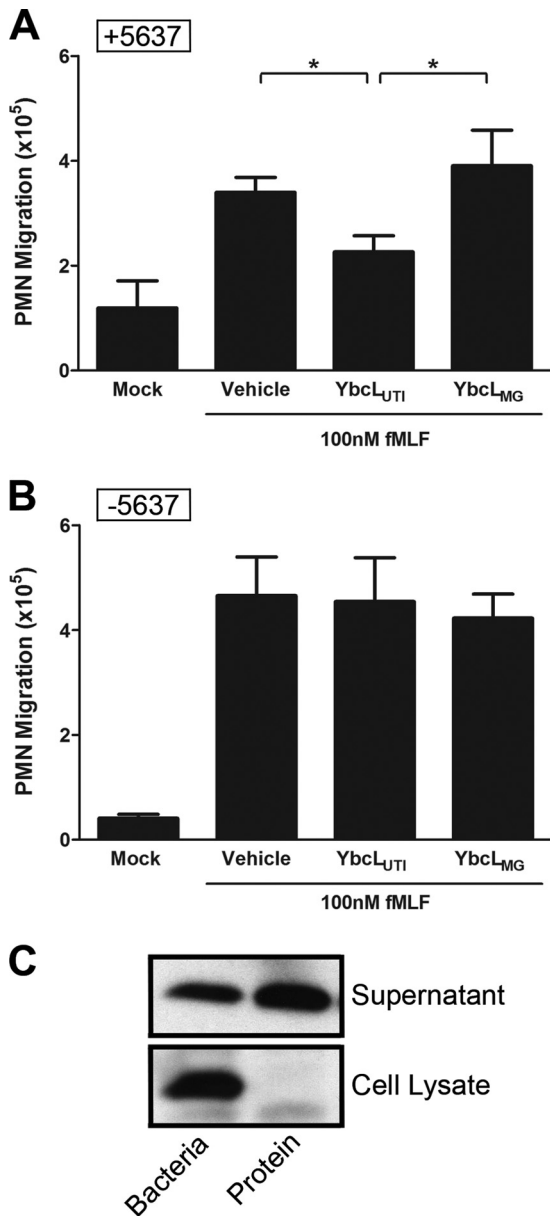 A
+5637
PMN Migration (x10⁵)
6
4
2
0
* *
Mock Vehicle YbcL_UTI YbcL_MG
100nM fMLF
B
-5637
PMN Migration (x10⁵)
6
4
2
0
Mock Vehicle YbcL_UTI YbcL_MG
100nM fMLF
C
Supernatant
Cell Lysate
Bacteria Protein